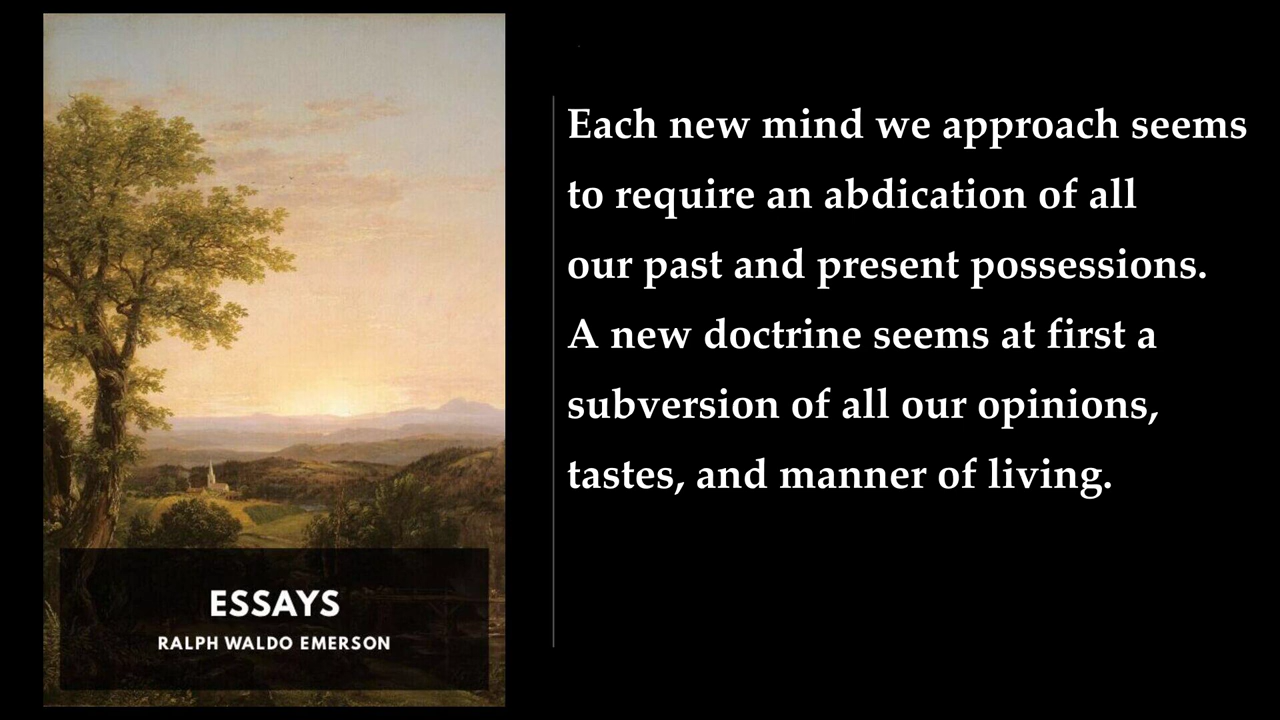 ESSAYS
RALPH WALDO EMERSON
Each new mind we approach seems
to require an abdication of all
our past and present possessions.
A new doctrine seems at first a
subversion of all our opinions,
tastes, and manner of living.